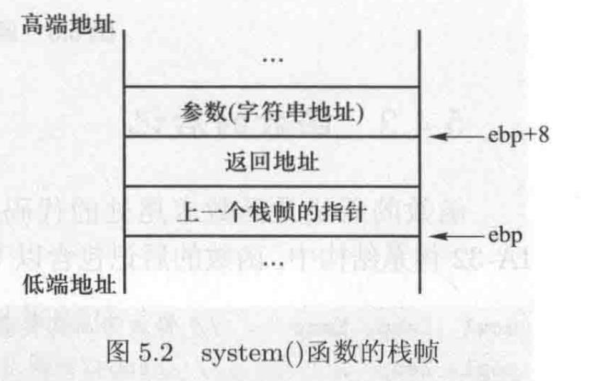 高端地址
...
参数(字符串地址)
ebp+8
返回地址
上一个栈帧的指针
ebp
...
低端地址
图 5.2 system()函数的栈帧